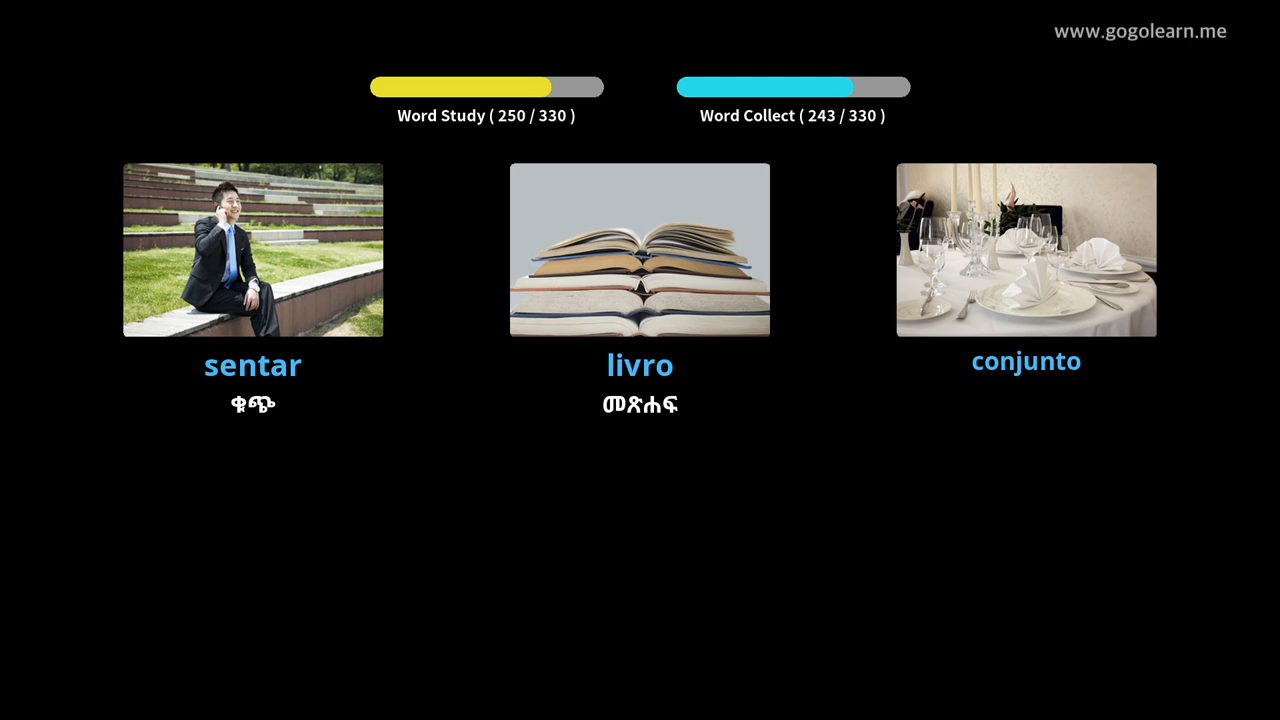 www.gogolearn.me
Word Study ( 250 / 330 )
Word Collect ( 243 / 330 )
sentar
ቁጭ
livro
መጽሐፍ
conjunto